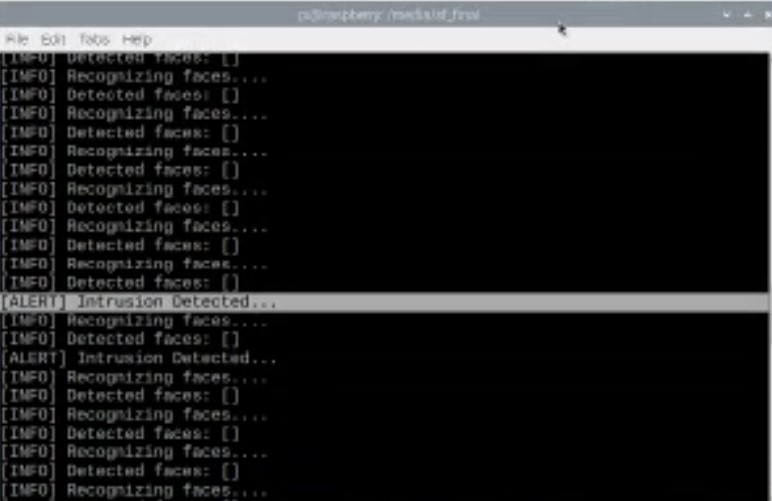 pi@raspberry: /media/sf_final
File Edit Tabs Help
[INFO] Detected faces: []
[INFO] Recognizing faces....
[INFO] Detected faces: []
[INFO] Recognizing faces....
[INFO] Detected faces: []
[INFO] Recognizing faces....
[INFO] Detected faces: []
[INFO] Recognizing faces....
[INFO] Detected faces: []
[INFO] Recognizing faces....
[INFO] Detected faces: []
[INFO] Recognizing faces....
[INFO] Detected faces: []
[ALERT] Intrusion Detected...
[INFO] Recognizing faces....
[INFO] Detected faces: []
[ALERT] Intrusion Detected...
[INFO] Recognizing faces....
[INFO] Detected faces: []
[INFO] Recognizing faces....
[INFO] Detected faces: []
[INFO] Recognizing faces....
[INFO] Detected faces: []
[INFO] Recognizing faces....